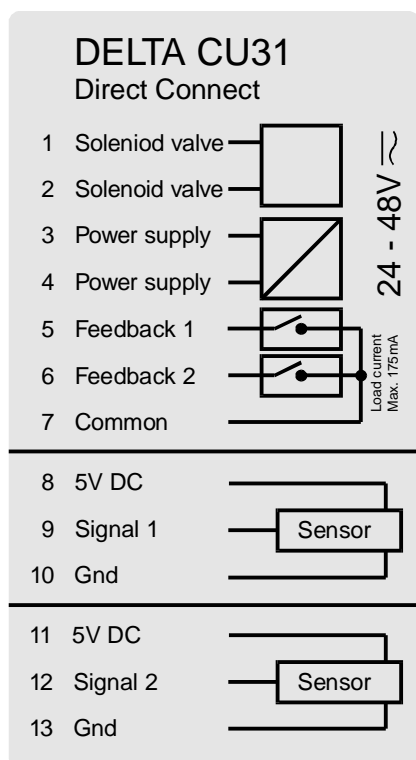 DELTA CU31
Direct Connect
1 Soleniod valve
2 Solenoid valve
3 Power supply
4 Power supply
5 Feedback 1
6 Feedback 2
7 Common
24 - 48V ⎓
Load current
Max. 175mA
8 5V DC
9 Signal 1
Sensor
10 Gnd
11 5V DC
12 Signal 2
Sensor
13 Gnd